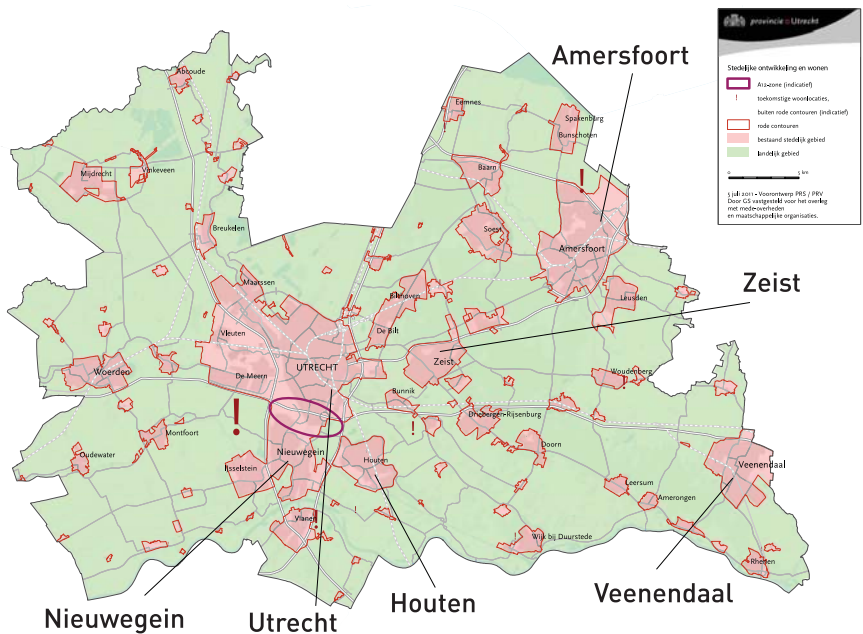 Amersfoort
Zeist
Veenendaal
Houten
Utrecht
Nieuwegein
Abcoude
Eemnes
Spakenburg
Bunschoten
Mijdrecht
Vinkeveen
Baarn
Breukelen
Soest
Amersfoort
Maarssen
Bilthoven
Leusden
Vleuten
De Bilt
UTRECHT
Zeist
Woerden
De Meern
Woudenberg
Bunnik
Driebergen-Rijsenburg
Montfoort
Doorn
Oudewater
Nieuwegein
IJsselstein
Houten
Veenendaal
Leersum
Amerongen
Vianen
Wijk bij Duurstede
Rhenen
provincie Utrecht
Stedelijke ontwikkeling en wonen
A12-zone (indicatief)
! toekomstige woonlocaties,
buiten rode contouren (indicatief)
rode contouren
bestaand stedelijk gebied
landelijk gebied
0 5 km
5 juli 2011 - Voorontwerp PRS / PRV
Door GS vastgesteld voor het overleg
met mede-overheden
en maatschappelijke organisaties.